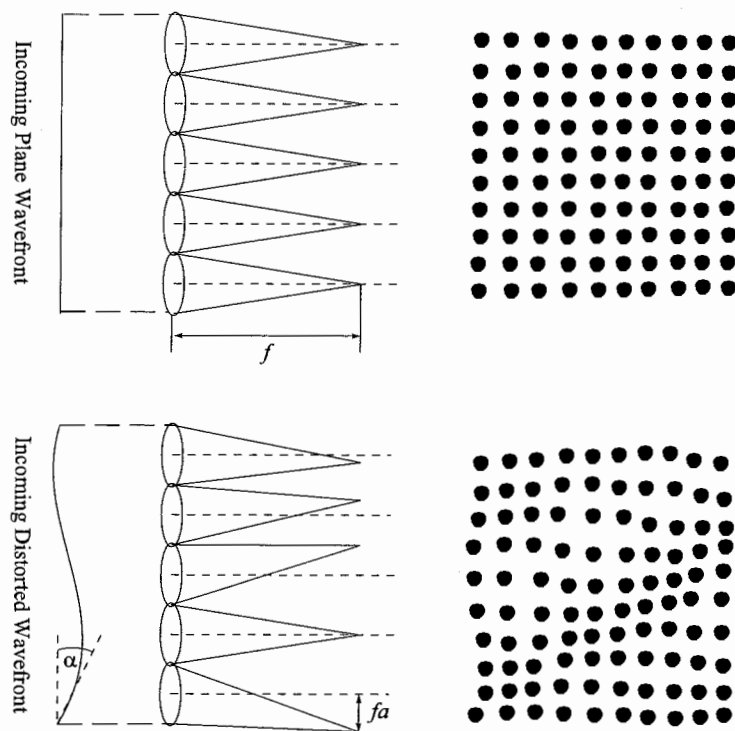 Incoming Plane Wavefront
f
Incoming Distorted Wavefront
α
fa